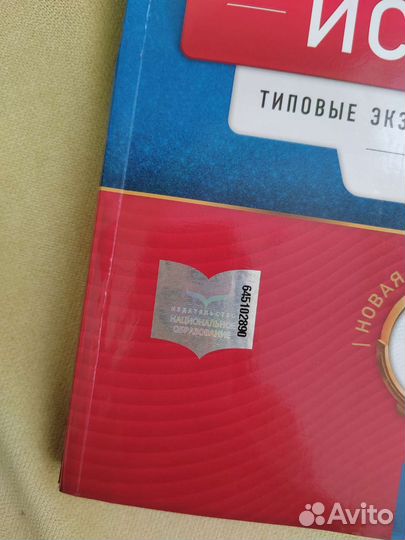 ИС
ТИПОВЫЕ ЭКЗ
НОВАЯ
ИЗДАТЕЛЬСТВО
НАЦИОНАЛЬНОЕ
ОБРАЗОВАНИЕ
645102890
Avito